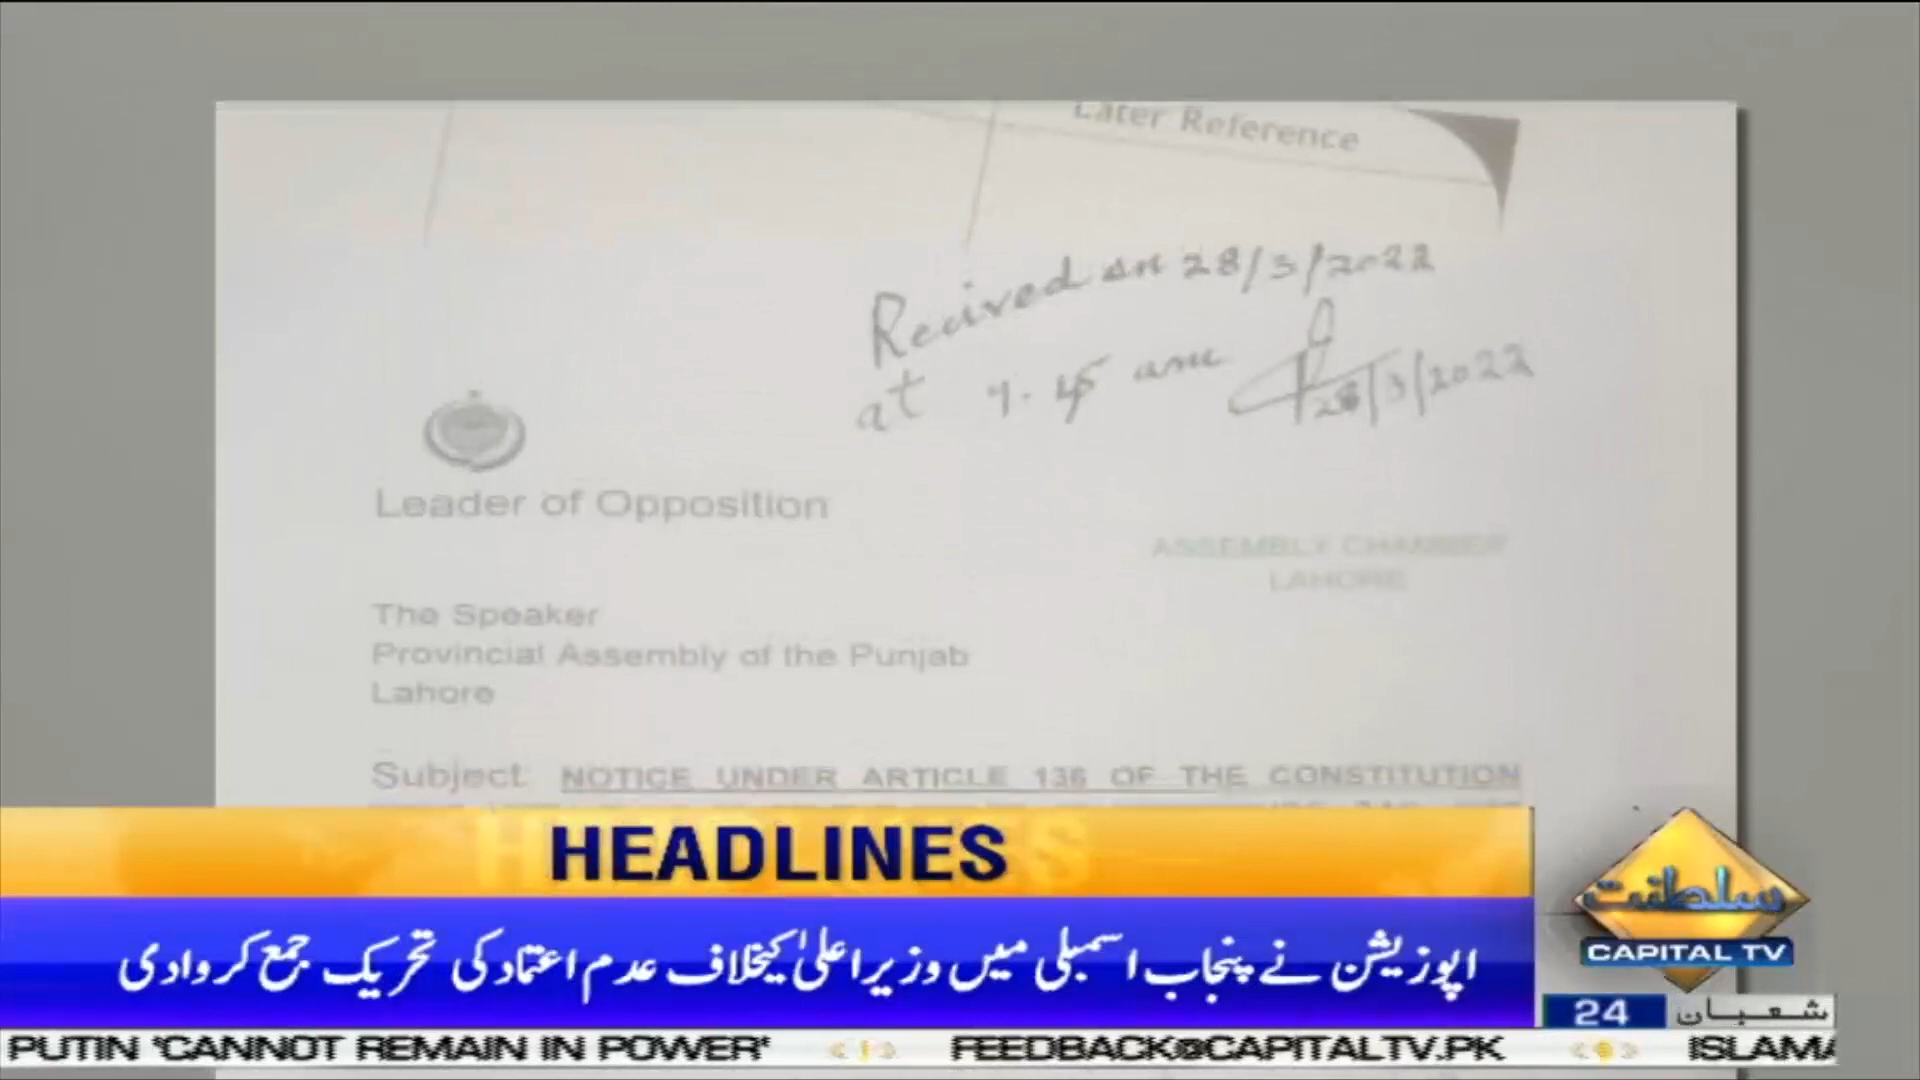 Later Reference
Recived on 28/3/2022
at 9.45 am
28/3/2022
Leader of Opposition
ASSEMBLY CHAMBER
LAHORE
The Speaker
Provincial Assembly of the Punjab
Lahore
Subject: NOTICE UNDER ARTICLE 136 OF THE CONSTITUTION
HEADLINES
اپوزیشن نے پنجاب اسمبلی میں وزیراعلیٰ کیخلاف عدم اعتماد کی تحریک جمع کروادی
سلطنت
CAPITAL TV
24 شعبان
PUTIN 'CANNOT REMAIN IN POWER' FEEDBACK@CAPITALTV.PK ISLAMA